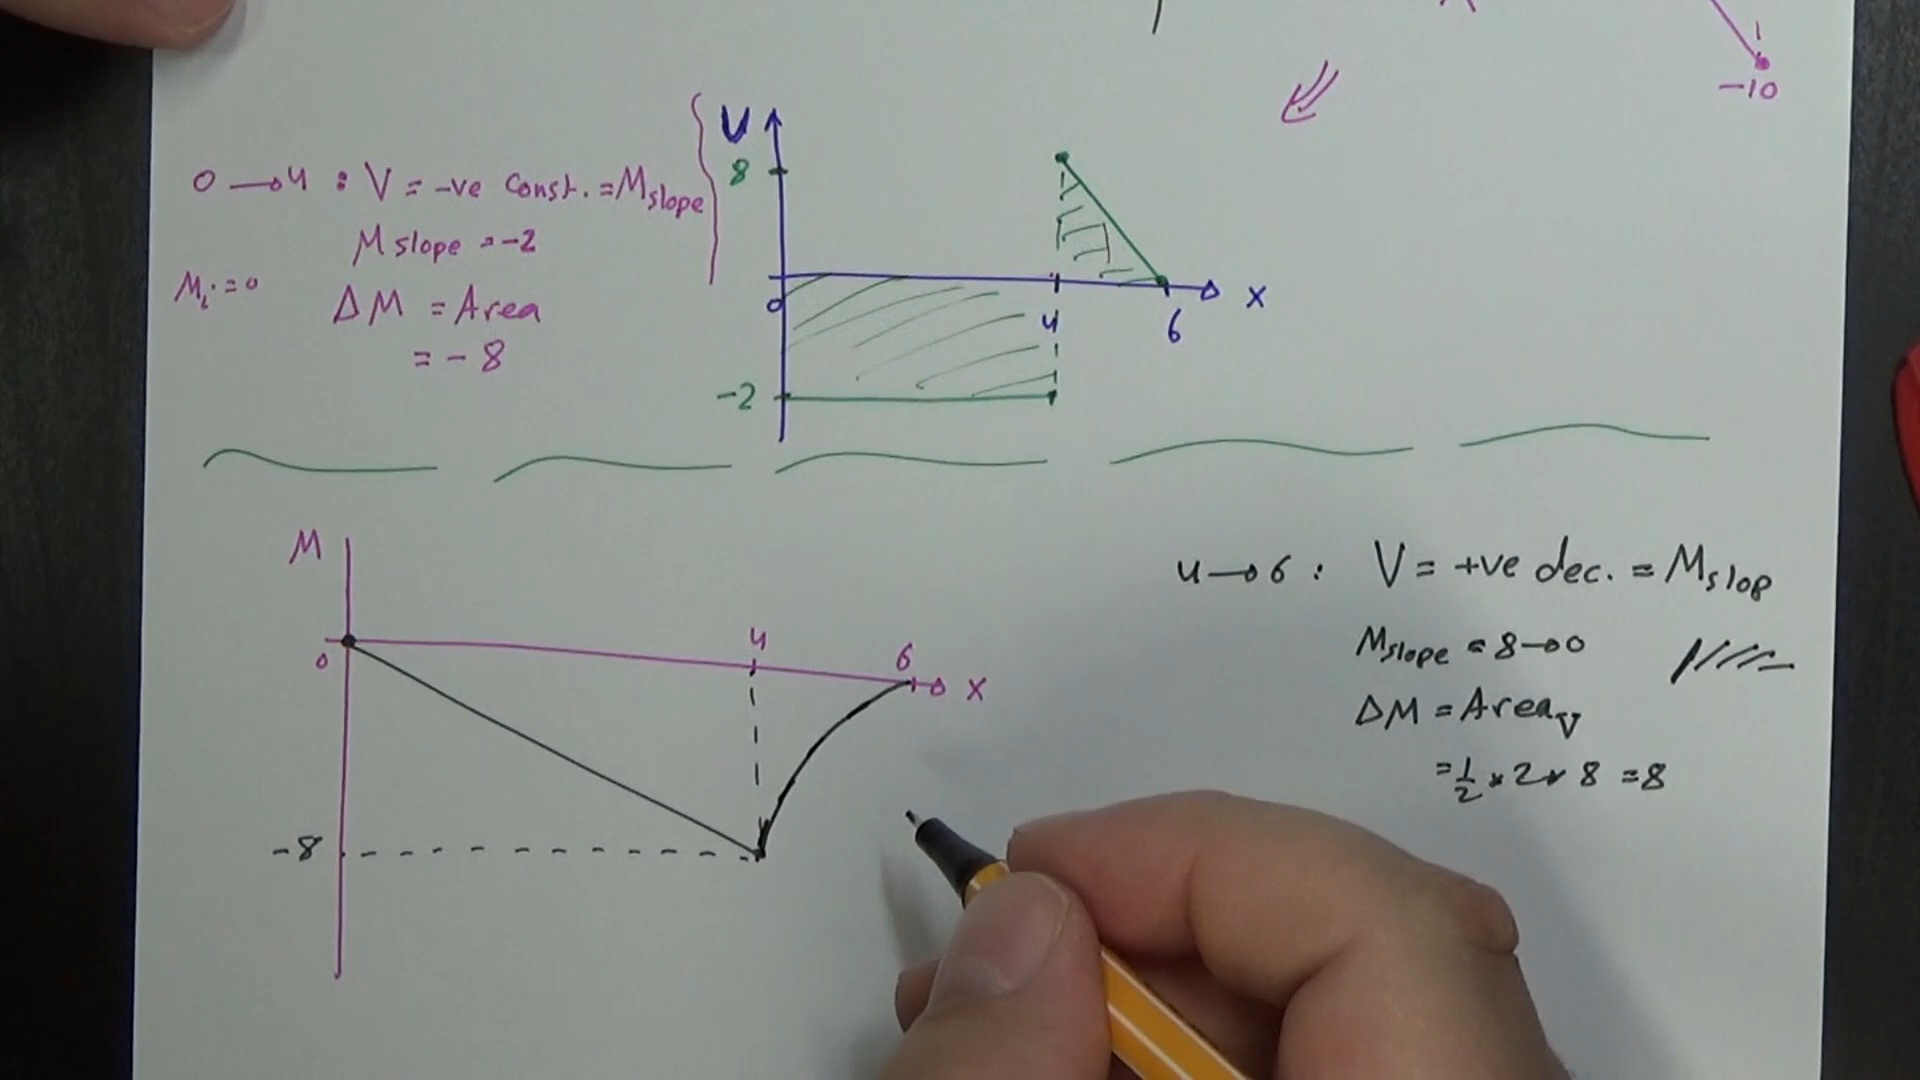 -10
V
8
0 → 4 : V = -ve Const. = Mslope
M slope = -2
Mi = 0
ΔM = Area
= - 8
0
4
6
X
-2
M
0
4
6
X
-8
4 → 6 : V = +ve dec. = Mslop
Mslope = 8 → 0
ΔM = AreaV
= 1/2 * 2 * 8 = 8